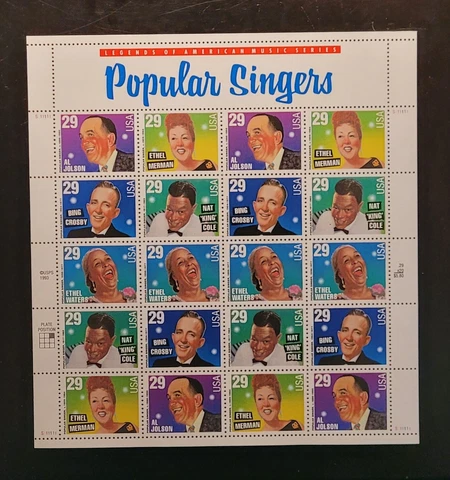 LEGENDS OF AMERICAN MUSIC SERIES
Popular Singers
29 USA AL JOLSON
29 USA ETHEL MERMAN
29 USA AL JOLSON
29 USA ETHEL MERMAN
29 USA BING CROSBY
29 USA NAT "KING" COLE
29 USA BING CROSBY
29 USA NAT "KING" COLE
29 USA ETHEL WATERS
29 USA ETHEL WATERS
29 USA ETHEL WATERS
29 USA ETHEL WATERS
29 USA NAT "KING" COLE
29 USA BING CROSBY
29 USA NAT "KING" COLE
29 USA BING CROSBY
29 USA ETHEL MERMAN
29 USA AL JOLSON
29 USA ETHEL MERMAN
29 USA AL JOLSON
©USPS
PLATE
POSITION